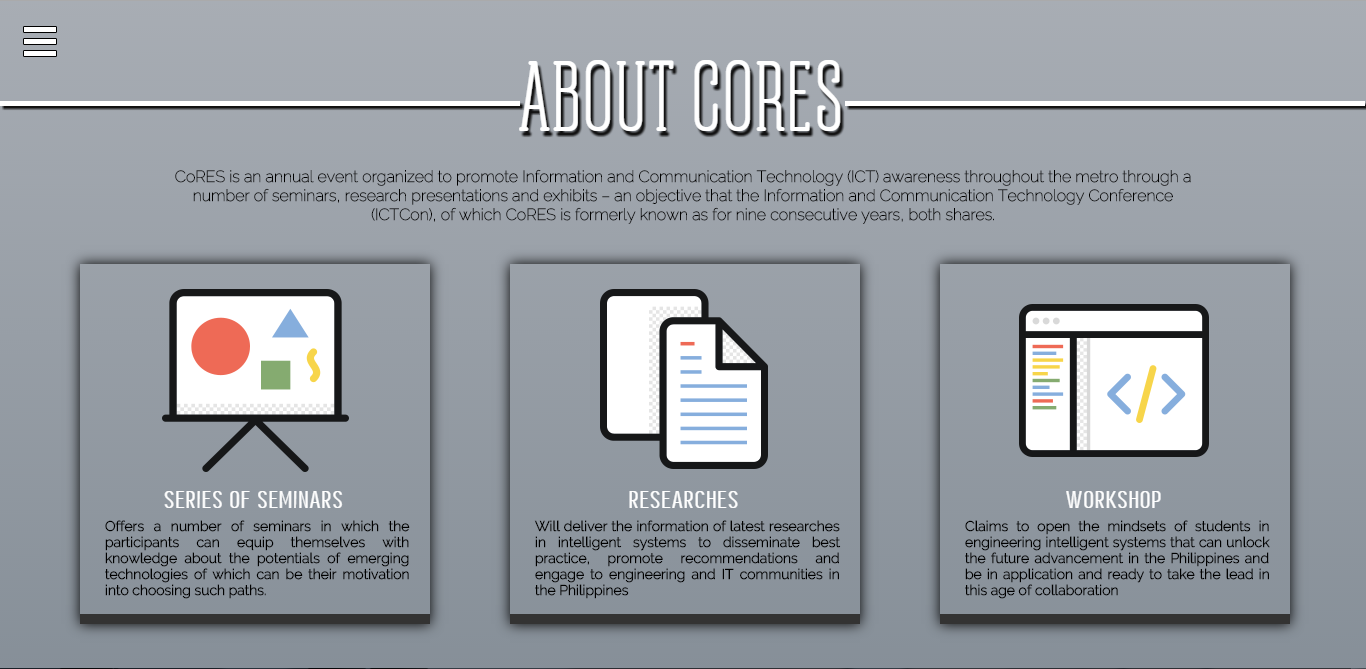 ABOUT CORES
CoRES is an annual event organized to promote Information and Communication Technology (ICT) awareness throughout the metro through a
number of seminars, research presentations and exhibits – an objective that the Information and Communication Technology Conference
(ICTCon), of which CoRES is formerly known as for nine consecutive years, both shares.
SERIES OF SEMINARS
Offers a number of seminars in which the
participants can equip themselves with
knowledge about the potentials of emerging
technologies of which can be their motivation
into choosing such paths.
RESEARCHES
Will deliver the information of latest researches
in intelligent systems to disseminate best
practice, promote recommendations and
engage to engineering and IT communities in
the Philippines
WORKSHOP
Claims to open the mindsets of students in
engineering intelligent systems that can unlock
the future advancement in the Philippines and
be in application and ready to take the lead in
this age of collaboration